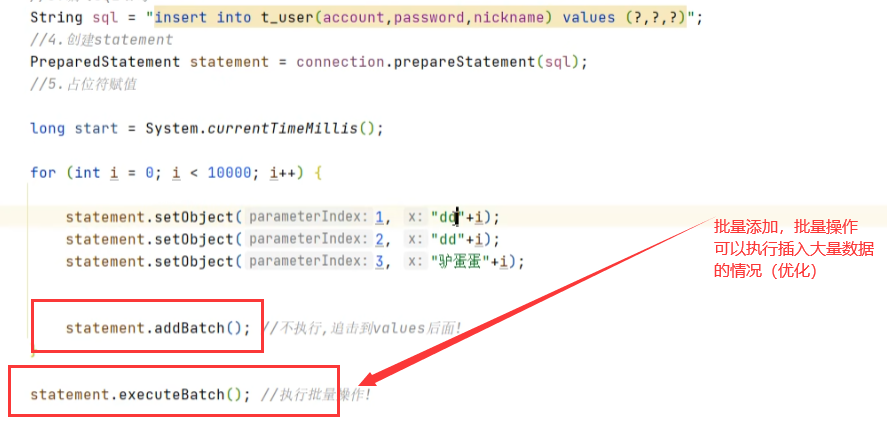 String sql = "insert into t_user(account,password,nickname) values (?,?,?)";
//4.创建statement
PreparedStatement statement = connection.prepareStatement(sql);
//5.占位符赋值
long start = System.currentTimeMillis();
for (int i = 0; i < 10000; i++) {
statement.setObject( parameterIndex: 1, x: "dd"+i);
statement.setObject( parameterIndex: 2, x: "dd"+i);
statement.setObject( parameterIndex: 3, x: "驴蛋蛋"+i);
statement.addBatch(); //不执行,追击到values后面!
}
statement.executeBatch(); //执行批量操作!
批量添加，批量操作
可以执行插入大量数据
的情况（优化）